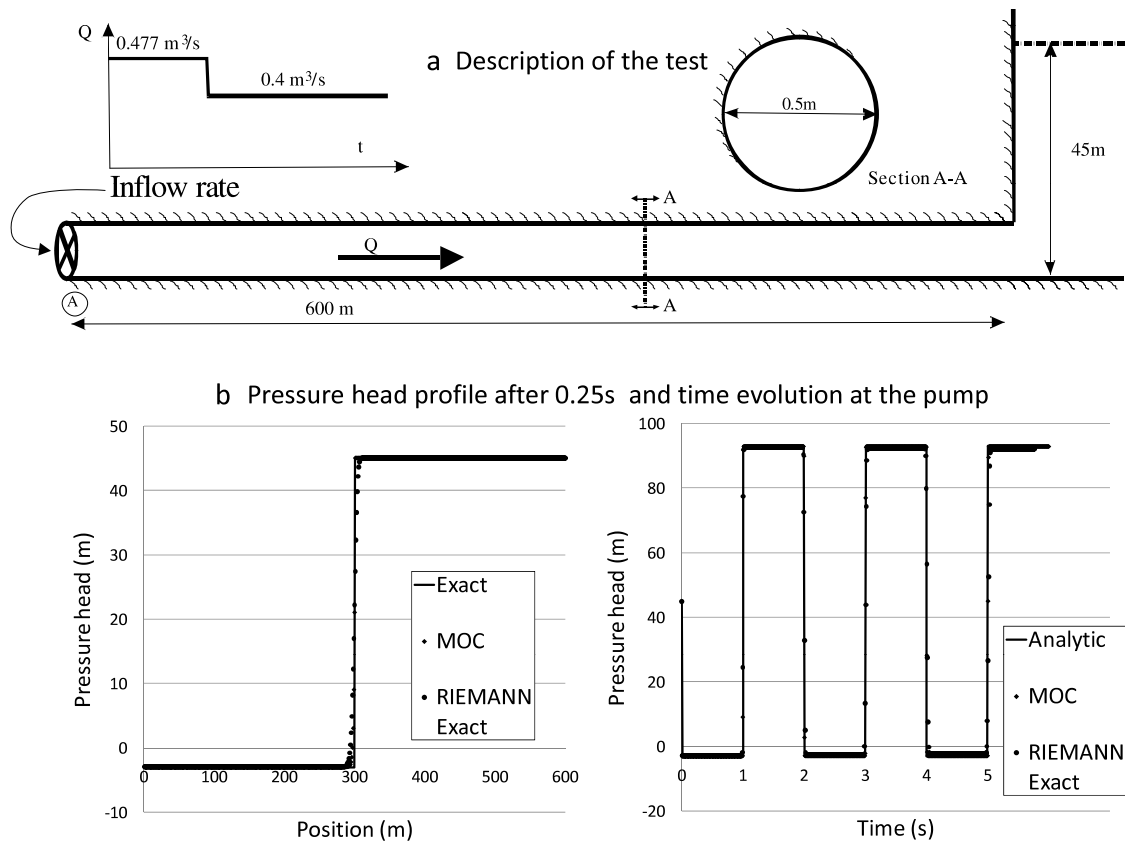 Q
0.477 m³/s
0.4 m³/s
t
Inflow rate
a Description of the test
0.5m
Section A-A
45m
A
Q
A
A
600 m
b Pressure head profile after 0.25s and time evolution at the pump
50
40
30
20
10
0
-10
0
100
200
300
400
500
600
Pressure head (m)
Position (m)
Exact
MOC
RIEMANN
Exact
100
80
60
40
20
0
-20
0
1
2
3
4
5
Pressure head (m)
Time (s)
Analytic
MOC
RIEMANN
Exact